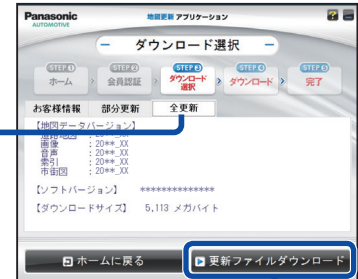 Panasonic
AUTOMOTIVE
地図更新 アプリケーション
?
ダウンロード選択
STEP① STEP② STEP③ STEP④ STEP⑤
ホーム 会員認証 ダウンロード選択 ダウンロード 完了
お客様情報 部分更新 全更新
【地図データバージョン】
道路地図 : 20**_XX
画像 : 20**_XX
音声 : 20**_XX
索引 : 20**_XX
市街図 : 20**_XX
【ソフトバージョン】 **************
【ダウンロードサイズ】 5,113 メガバイト
ホームに戻る 更新ファイルダウンロード